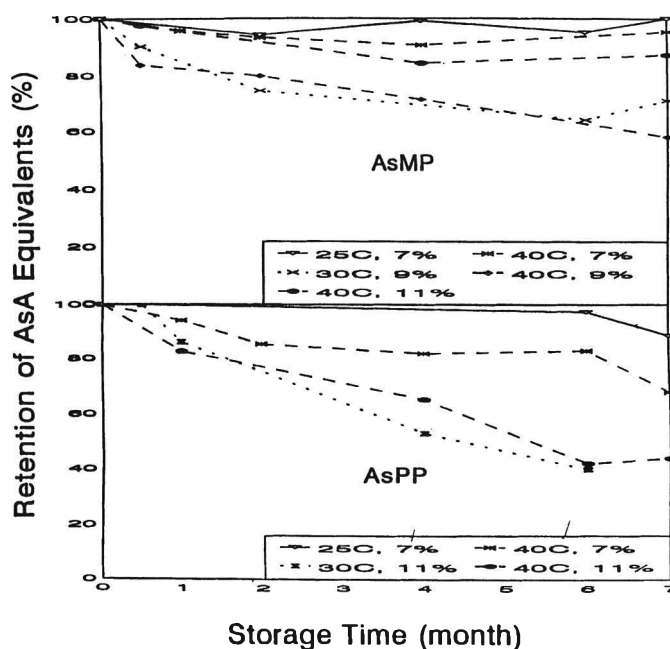 Retention of AsA Equivalents (%)
100
80
60
40
20
AsMP
25C, 7%
40C, 7%
30C, 9%
40C, 9%
40C, 11%
100
80
60
40
20
0
AsPP
25C, 7%
40C, 7%
30C, 11%
40C, 11%
0 1 2 3 4 5 6 7
Storage Time (month)